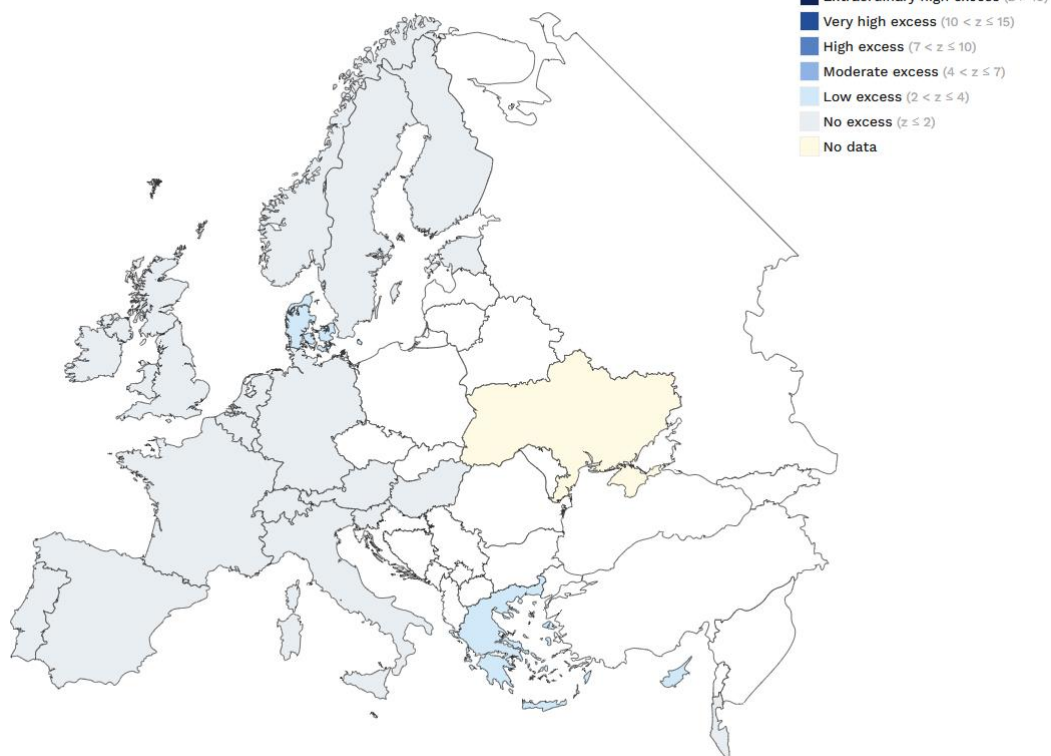 Very high excess (10 < z ≤ 15)
High excess (7 < z ≤ 10)
Moderate excess (4 < z ≤ 7)
Low excess (2 < z ≤ 4)
No excess (z ≤ 2)
No data